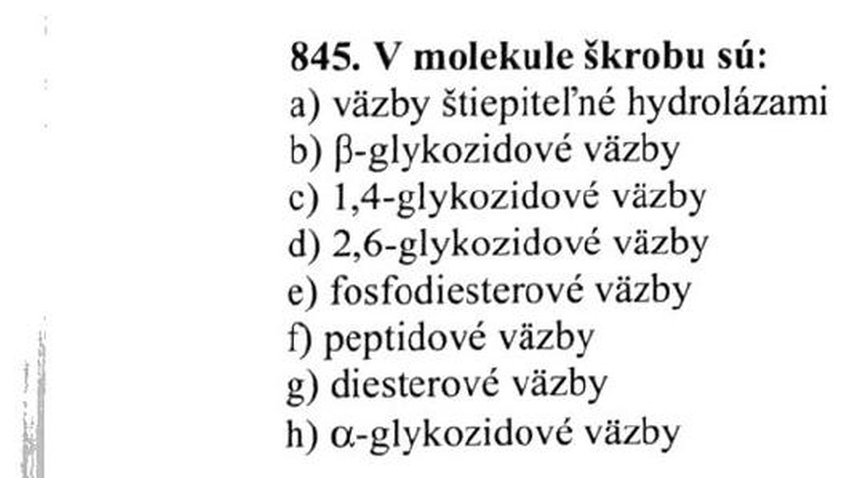 845. V molekule škrobu sú:
a) väzby štiepiteľné hydrolázami
b) β-glykozidové väzby
c) 1,4-glykozidové väzby
d) 2,6-glykozidové väzby
e) fosfodiesterové väzby
f) peptidové väzby
g) diesterové väzby
h) α-glykozidové väzby